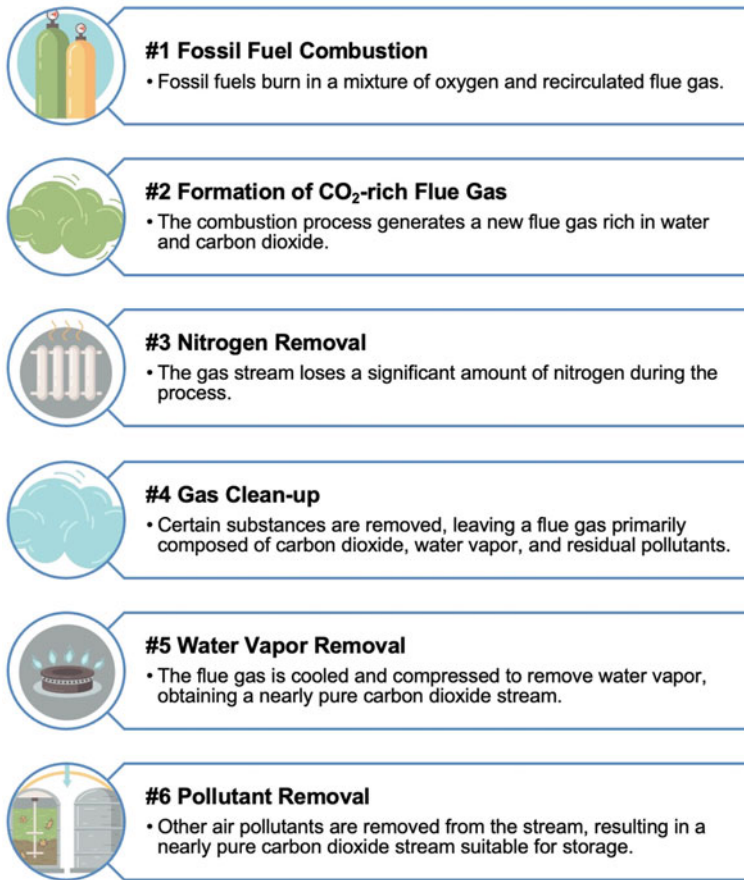 #1 Fossil Fuel Combustion
• Fossil fuels burn in a mixture of oxygen and recirculated flue gas.
#2 Formation of CO₂-rich Flue Gas
• The combustion process generates a new flue gas rich in water
and carbon dioxide.
#3 Nitrogen Removal
• The gas stream loses a significant amount of nitrogen during the
process.
#4 Gas Clean-up
• Certain substances are removed, leaving a flue gas primarily
composed of carbon dioxide, water vapor, and residual pollutants.
#5 Water Vapor Removal
• The flue gas is cooled and compressed to remove water vapor,
obtaining a nearly pure carbon dioxide stream.
#6 Pollutant Removal
• Other air pollutants are removed from the stream, resulting in a
nearly pure carbon dioxide stream suitable for storage.